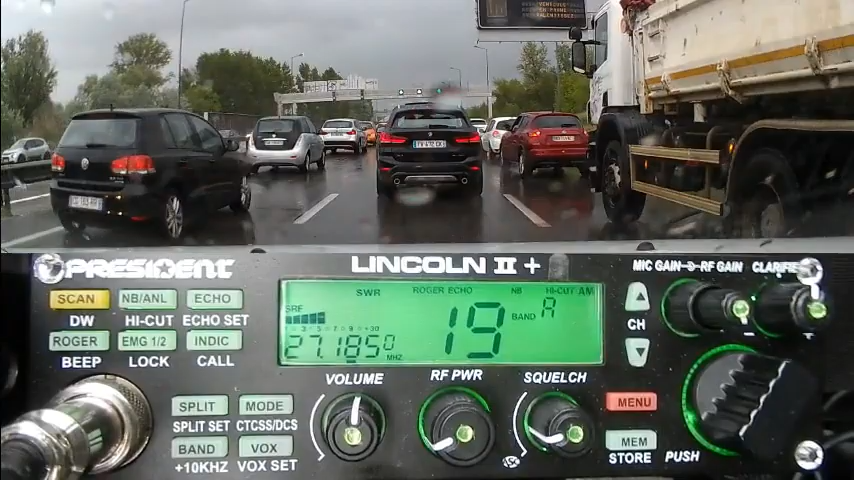 PRESIDENT
LINCOLN II +
MIC GAIN RF GAIN
CLARIFIER
SCAN
NB/ANL
ECHO
DW
HI-CUT
ECHO SET
ROGER
EMG 1/2
INDIC
BEEP
LOCK
CALL
SWR
ROGER ECHO
NB
HI-CUT AM
SRF
19
BAND A
27.1850 MHZ
CH
VOLUME
RF PWR
SQUELCH
SPLIT
MODE
SPLIT SET
CTCSS/DCS
BAND
VOX
+10KHZ
VOX SET
MENU
MEM
STORE
PUSH